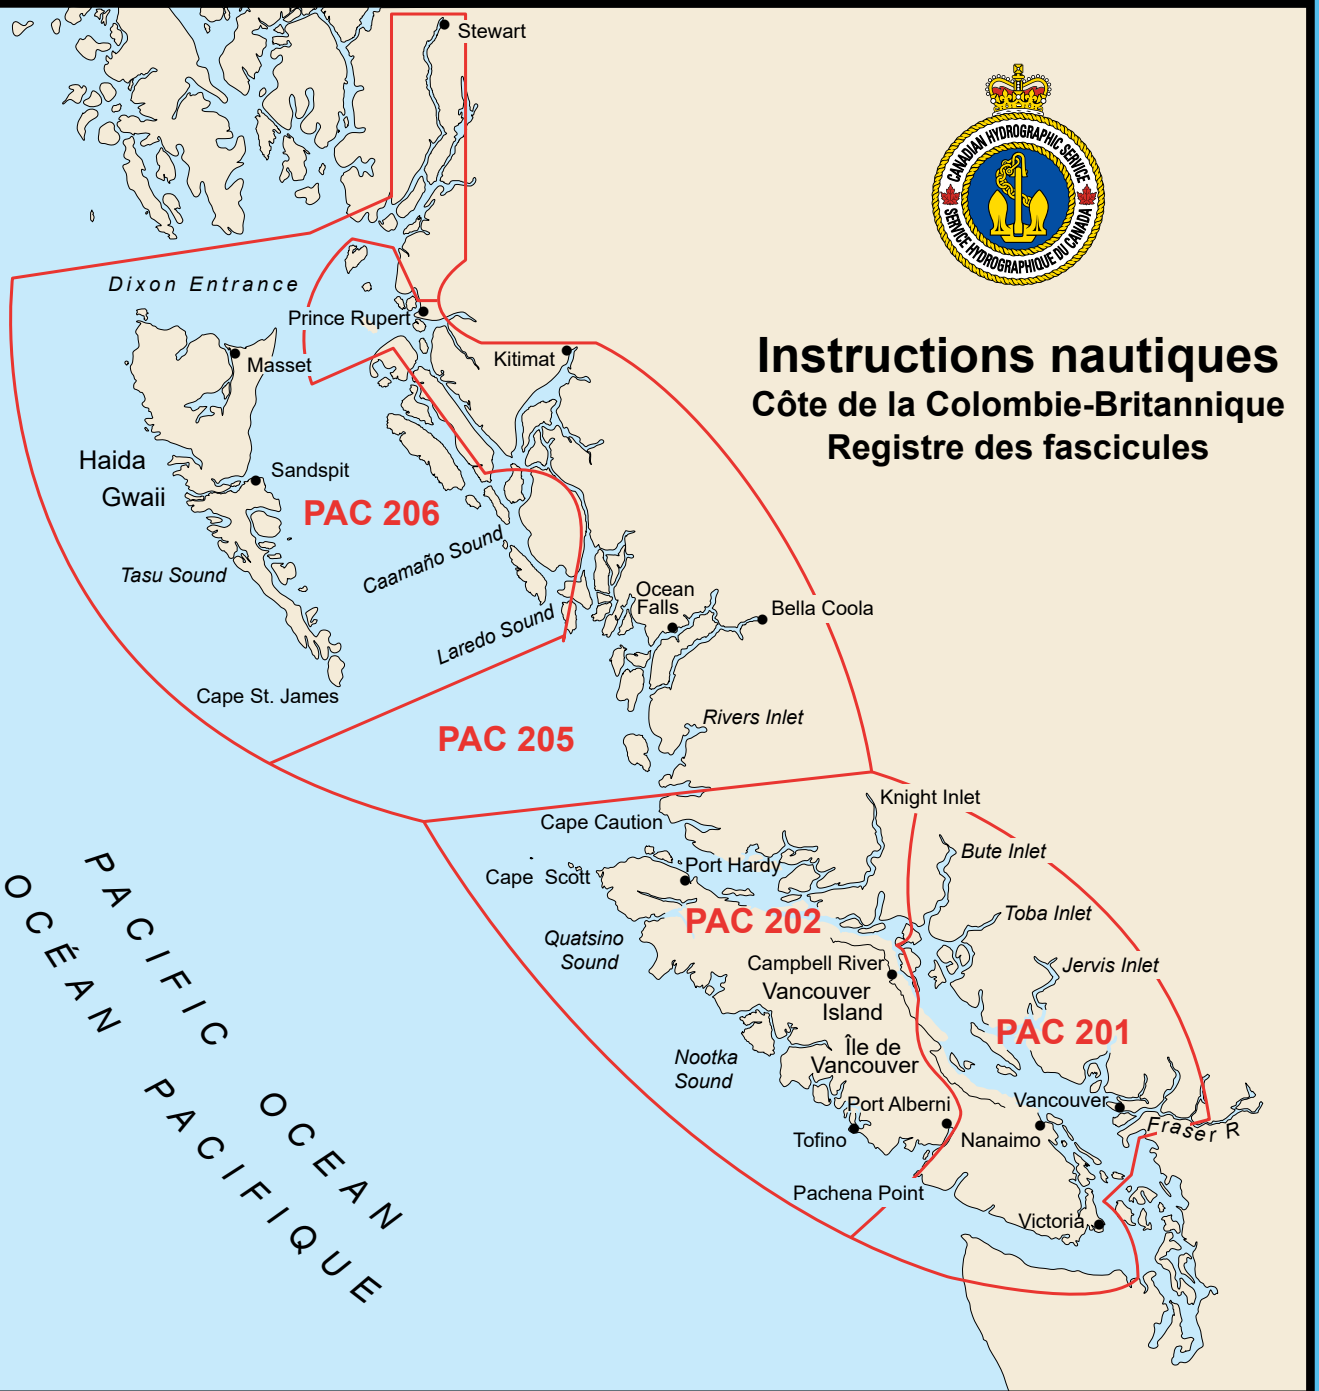 Stewart
CANADIAN HYDROGRAPHIC SERVICE
SERVICE HYDROGRAPHIQUE DU CANADA
Dixon Entrance
Prince Rupert
Masset
Kitimat
Instructions nautiques
Côte de la Colombie-Britannique
Registre des fascicules
Haida
Gwaii
Sandspit
PAC 206
Caamaño Sound
Tasu Sound
Ocean
Falls
Bella Coola
Laredo Sound
Cape St. James
Rivers Inlet
PAC 205
Knight Inlet
Cape Caution
Bute Inlet
Port Hardy
Cape Scott
PAC 202
Toba Inlet
Quatsino
Sound
Campbell River
Jervis Inlet
Vancouver
Island
PAC 201
Île de
Vancouver
Nootka
Sound
Port Alberni
Vancouver
Fraser R
Tofino
Nanaimo
Pachena Point
Victoria
PACIFIC OCEAN
OCÉAN PACIFIQUE